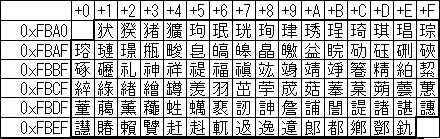 +0 +1 +2 +3 +4 +5 +6 +7 +8 +9 +A +B +C +D +E +F
0xFBA0 犾 猤 猪 獷 玽 珉 珖 珣 珒 琇 珵 琦 琪 琩 琮
0xFBAF 瑢 璉 璟 甁 畯 皂 皜 皞 皛 皦 益 睆 劯 砡 硎 硤
0xFBBF 硺 礰 礼 神 祥 禔 福 禛 竑 竧 靖 竫 箞 精 絈 絜
0xFBCF 綷 綠 緖 繒 罇 羡 羽 茁 荢 荿 菇 菶 葈 蒴 蕓 蕙
0xFBDF 蕫 﨟 薰 蘒 﨡 蠇 裵 訒 訷 詹 誧 誾 諟 諸 諶 譓
0xFBEF 譿 賰 賴 贒 赶 﨣 軏 﨤 逸 遧 郞 都 鄕 鄧 釚